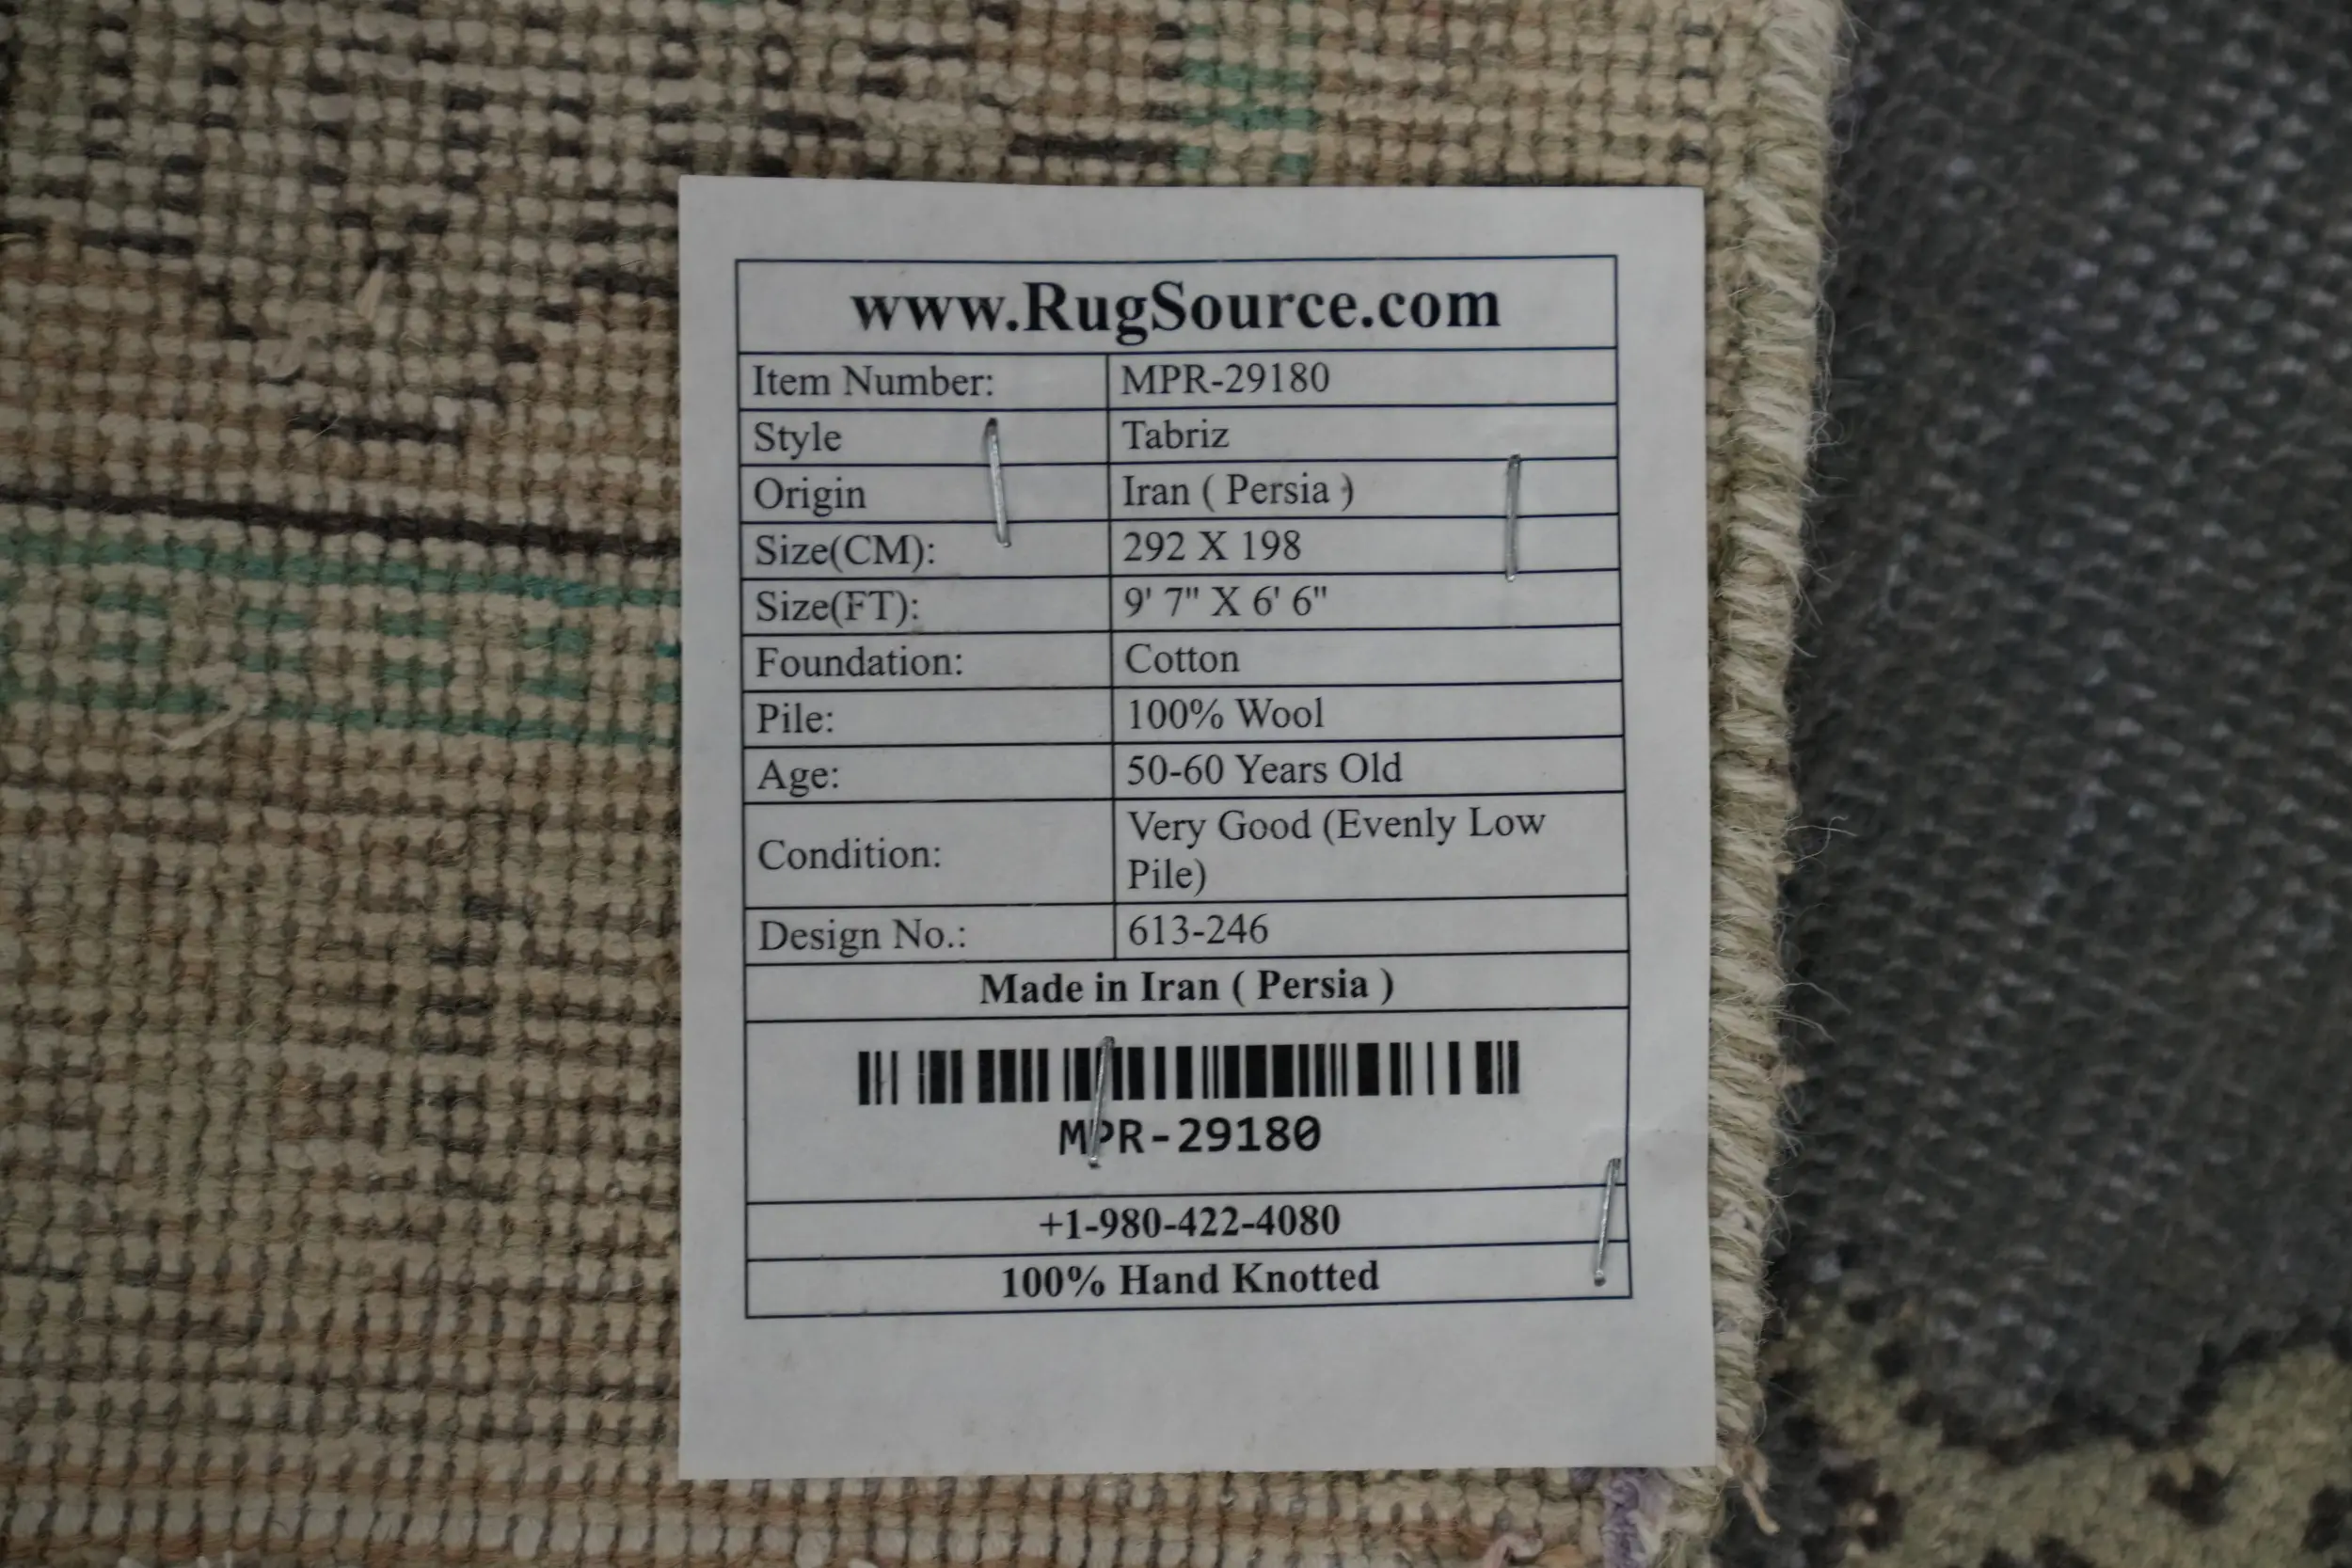 www.RugSource.com
Item Number: MPR-29180
Style Tabriz
Origin Iran ( Persia )
Size(CM): 292 X 198
Size(FT): 9' 7" X 6' 6"
Foundation: Cotton
Pile: 100% Wool
Age: 50-60 Years Old
Condition: Very Good (Evenly Low
Pile)
Design No.: 613-246
Made in Iran ( Persia )
MPR-29180
+1-980-422-4080
100% Hand Knotted